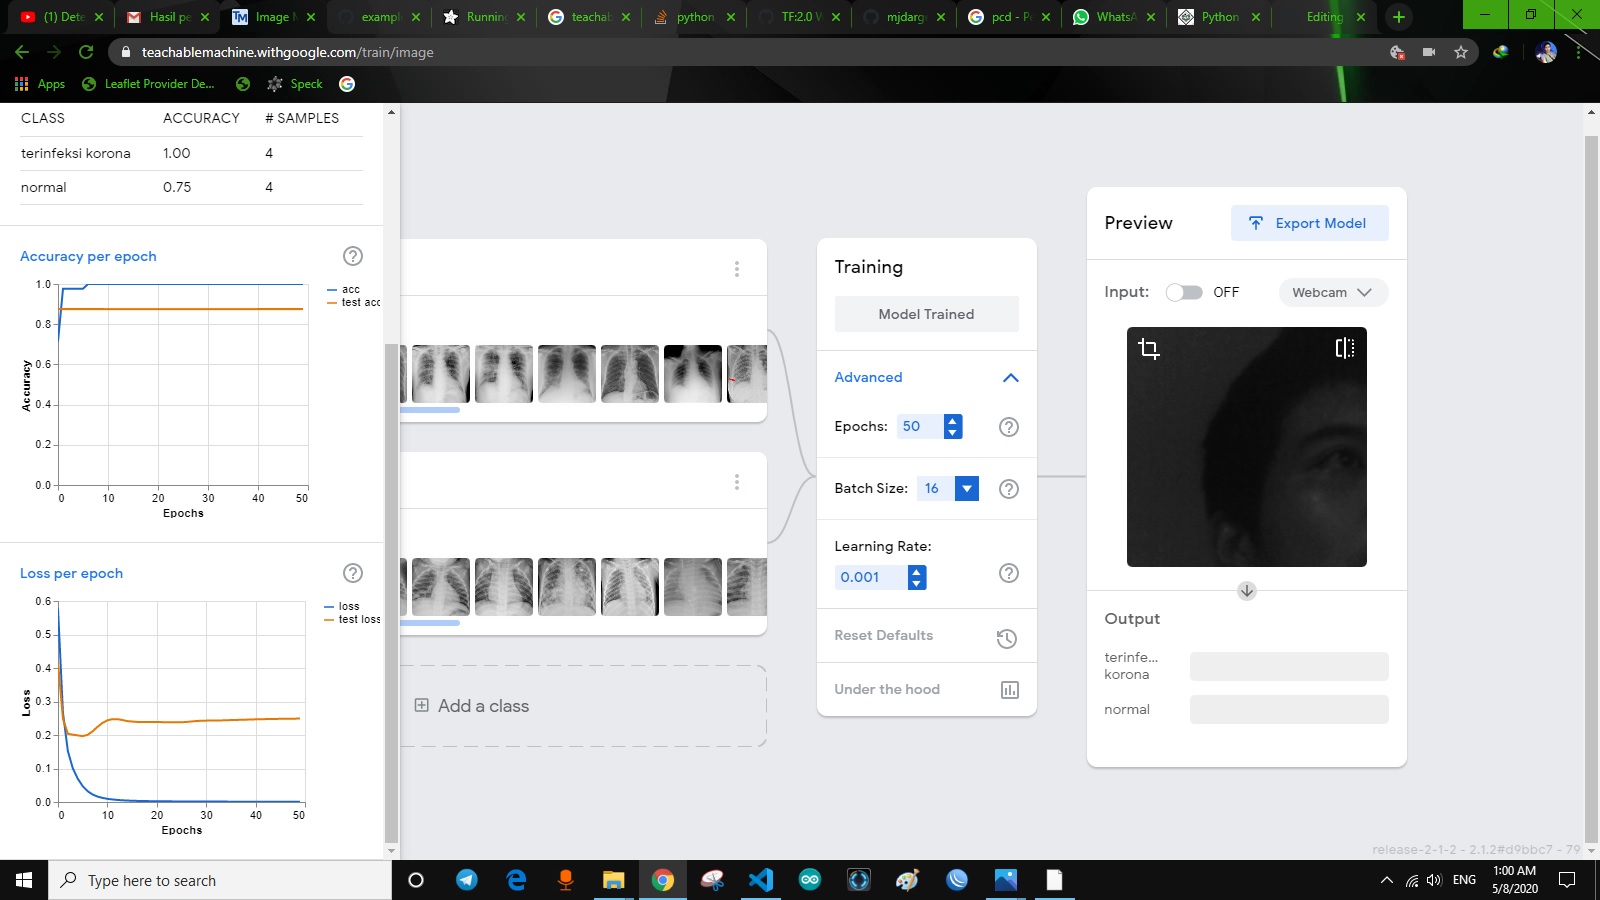 Dete
Hasil pe
Image M
example
Running
teachab
python
TF:2.0 V
mjdarg
pcd - P
WhatsA
Python
Editing
teachablemachine.withgoogle.com/train/image
Apps
Leaflet Provider De...
Speck
CLASS ACCURACY # SAMPLES
terinfeksi korona 1.00 4
normal 0.75 4
Accuracy per epoch
1.0
0.8
0.6
0.4
0.2
0.0
Accuracy
0 10 20 30 40 50
Epochs
acc
test acc
Loss per epoch
0.6
0.5
0.4
0.3
0.2
0.1
0.0
Loss
0 10 20 30 40 50
Epochs
loss
test loss
Add a class
Training
Model Trained
Advanced
Epochs: 50
Batch Size: 16
Learning Rate:
0.001
Reset Defaults
Under the hood
Preview
Export Model
Input: OFF Webcam
Output
terinfe...
korona
normal
release-2-1-2 - 2.1.2#d9bbc7 - 79
Type here to search
ENG
1:00 AM
5/8/2020